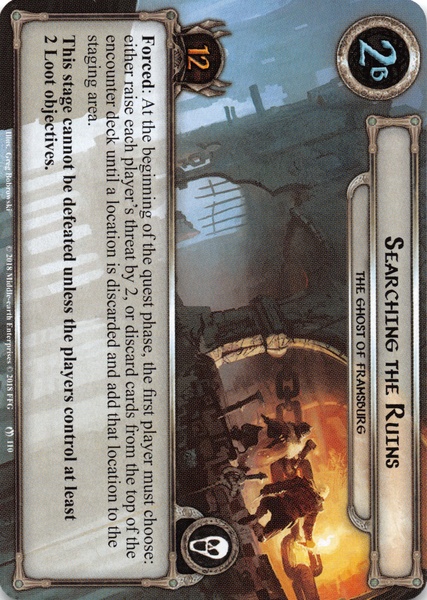 2B
SEARCHING THE RUINS
THE GHOST OF FRAMSBURG
12
Forced: At the beginning of the quest phase, the first player must choose:
either raise each player's threat by 2, or discard cards from the top of the
encounter deck until a location is discarded and add that location to the
staging area.
This stage cannot be defeated unless the players control at least
2 Loot objectives.
Illus. Greg Bobrowski © 2018 Middle-earth Enterprises © 2018 FFG 110